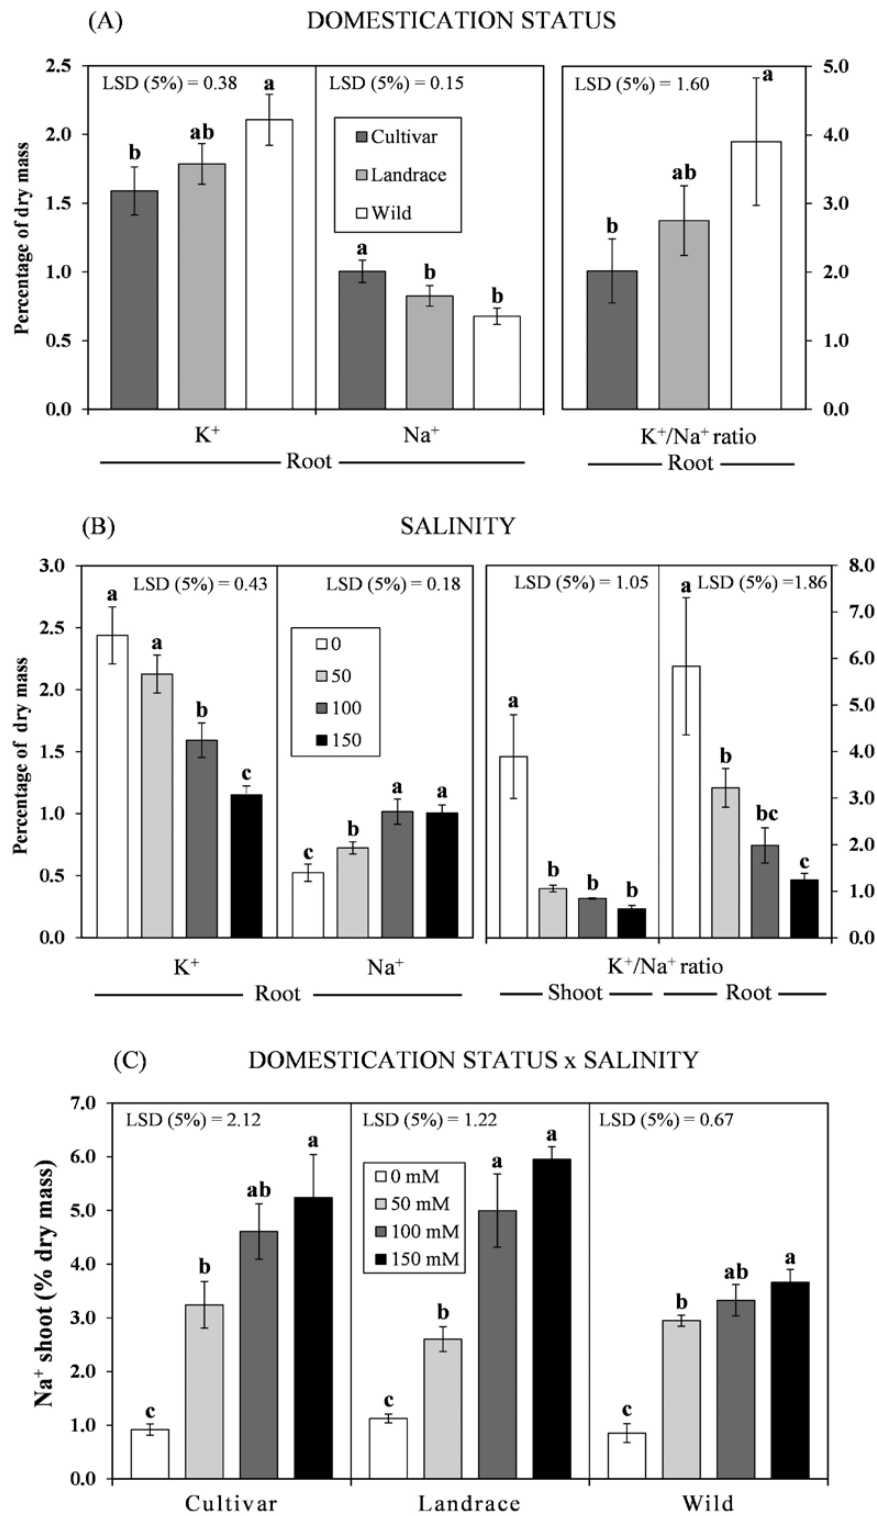 (A) DOMESTICATION STATUS
2.5
2.0
1.5
1.0
0.5
0.0
Percentage of dry mass
LSD (5%) = 0.38
b
ab
a
LSD (5%) = 0.15
Cultivar
Landrace
Wild
a
b
b
LSD (5%) = 1.60
b
ab
a
5.0
4.0
3.0
2.0
1.0
0.0
K⁺ Na⁺ K⁺/Na⁺ ratio
Root Root
(B) SALINITY
3.0
2.5
2.0
1.5
1.0
0.5
0.0
Percentage of dry mass
LSD (5%) = 0.43
a
a
b
c
LSD (5%) = 0.18
0
50
100
150
c
b
a
a
LSD (5%) = 1.05
a
b
b
b
LSD (5%) =1.86
a
b
bc
c
8.0
7.0
6.0
5.0
4.0
3.0
2.0
1.0
0.0
K⁺ Na⁺ K⁺/Na⁺ ratio
Root Shoot Root
(C) DOMESTICATION STATUS x SALINITY
7.0
6.0
5.0
4.0
3.0
2.0
1.0
0.0
Na⁺ shoot (% dry mass)
LSD (5%) = 2.12
c
b
ab
a
LSD (5%) = 1.22
0 mM
50 mM
100 mM
150 mM
c
b
a
a
LSD (5%) = 0.67
c
b
ab
a
Cultivar Landrace Wild